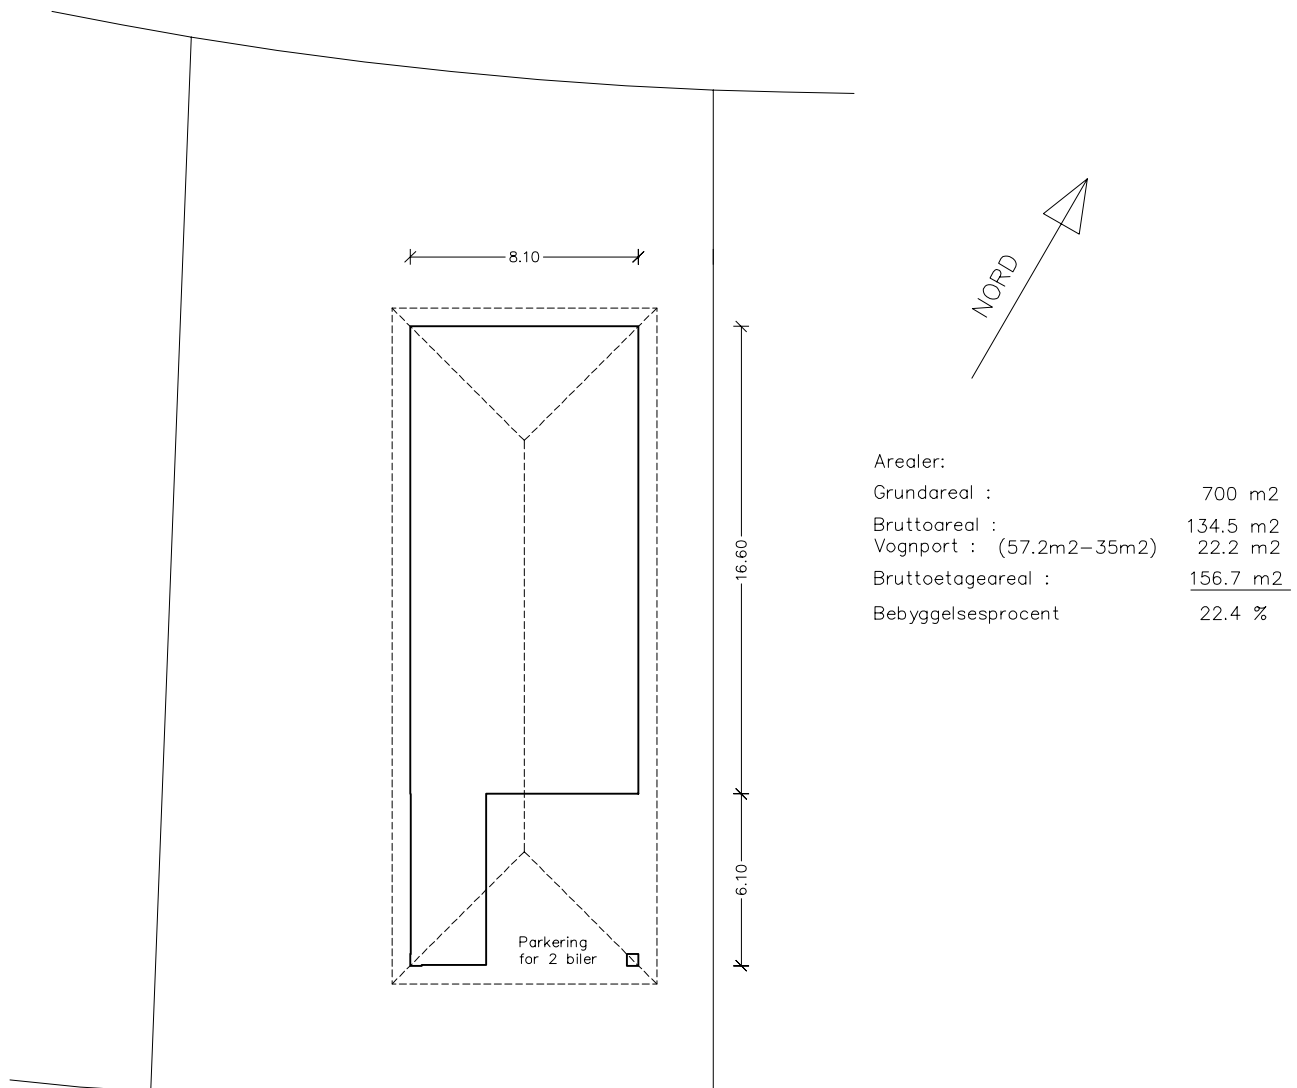 8.10
NORD
Arealer:
Grundareal : 700 m2
Bruttoareal : 134.5 m2
Vognport : (57.2m2-35m2) 22.2 m2
Bruttoetageareal : 156.7 m2
Bebyggelsesprocent 22.4 %
16.60
6.10
Parkering
for 2 biler